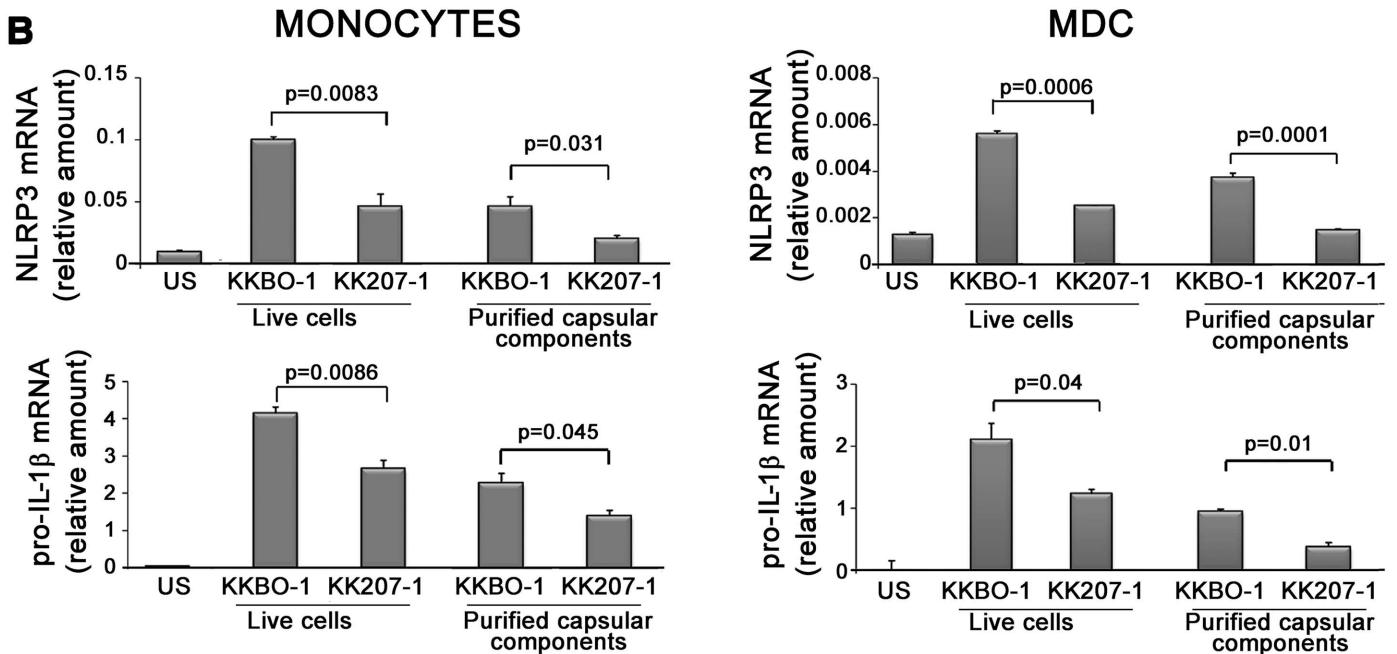 B
MONOCYTES
MDC
NLRP3 mRNA
(relative amount)
0.15
0.1
0.05
0
p=0.0083
p=0.031
US KKBO-1 KK207-1 KKBO-1 KK207-1
Live cells
Purified capsular
components
NLRP3 mRNA
(relative amount)
0.008
0.006
0.004
0.002
0
p=0.0006
p=0.0001
US KKBO-1 KK207-1 KKBO-1 KK207-1
Live cells
Purified capsular
components
pro-IL-1β mRNA
(relative amount)
5
4
3
2
1
0
p=0.0086
p=0.045
US KKBO-1 KK207-1 KKBO-1 KK207-1
Live cells
Purified capsular
components
pro-IL-1β mRNA
(relative amount)
3
2
1
0
p=0.04
p=0.01
US KKBO-1 KK207-1 KKBO-1 KK207-1
Live cells
Purified capsular
components